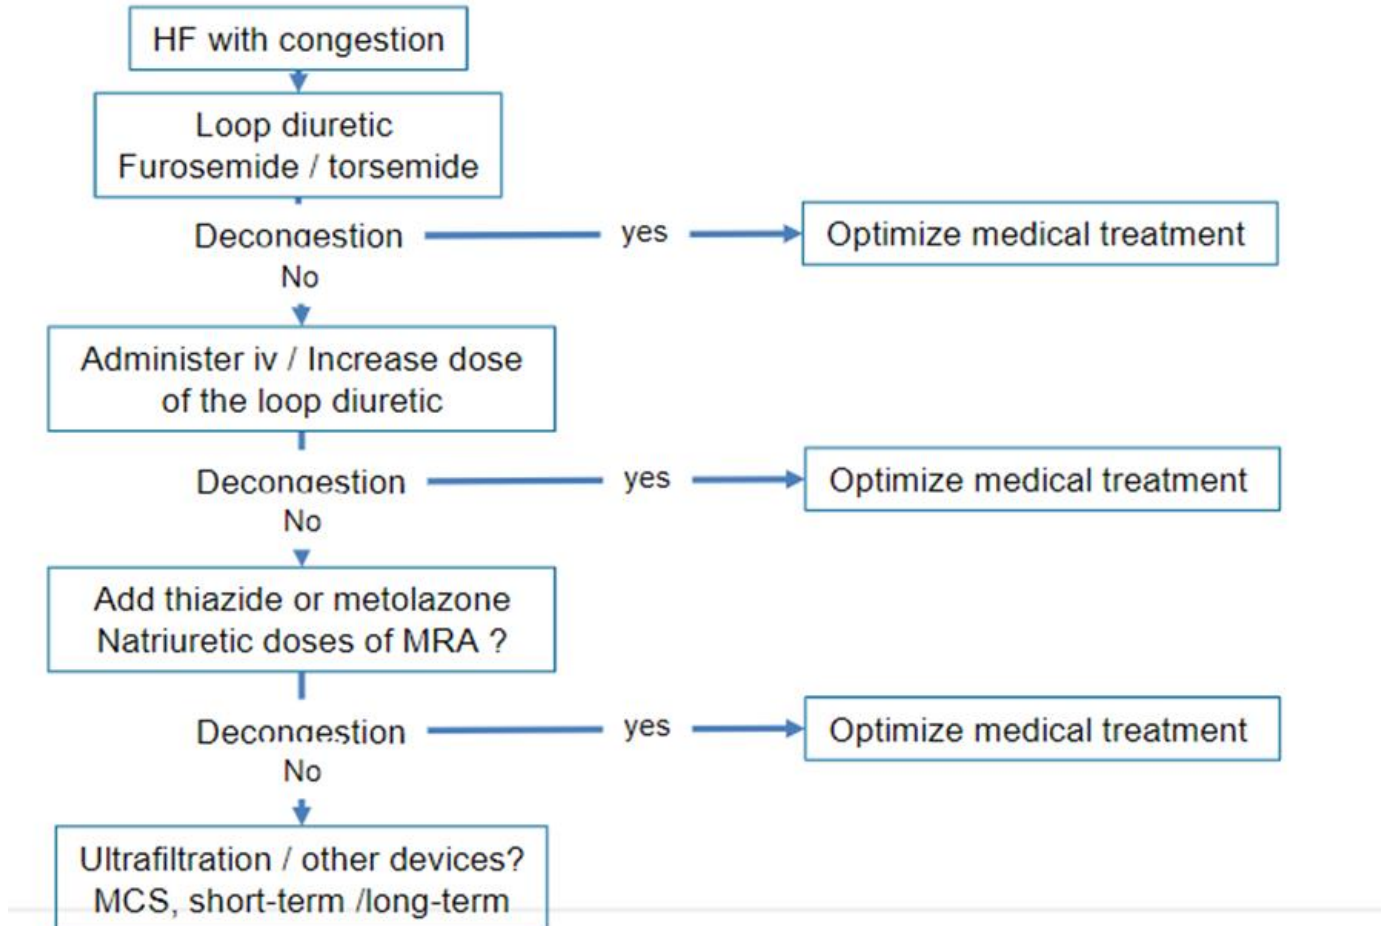 HF with congestion
Loop diuretic
Furosemide / torsemide
Decongestion
yes
Optimize medical treatment
No
Administer iv / Increase dose
of the loop diuretic
Decongestion
yes
Optimize medical treatment
No
Add thiazide or metolazone
Natriuretic doses of MRA ?
Decongestion
yes
Optimize medical treatment
No
Ultrafiltration / other devices?
MCS, short-term /long-term